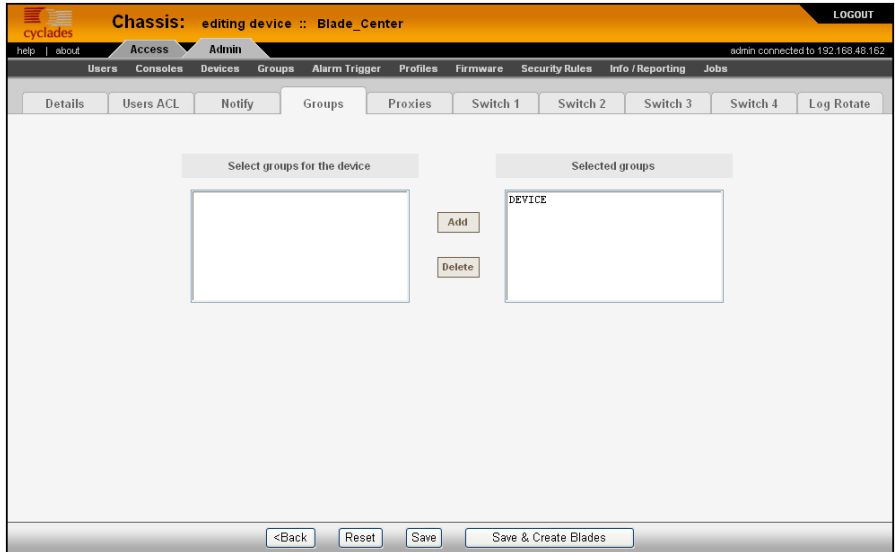 LOGOUT
Chassis: editing device :: Blade_Center
cyclades
help | about Access Admin admin connected to 192.168.48.162
Users Consoles Devices Groups Alarm Trigger Profiles Firmware Security Rules Info / Reporting Jobs
Details Users ACL Notify Groups Proxies Switch 1 Switch 2 Switch 3 Switch 4 Log Rotate
Select groups for the device Selected groups
DEVICE
Add
Delete
<Back Reset Save Save & Create Blades